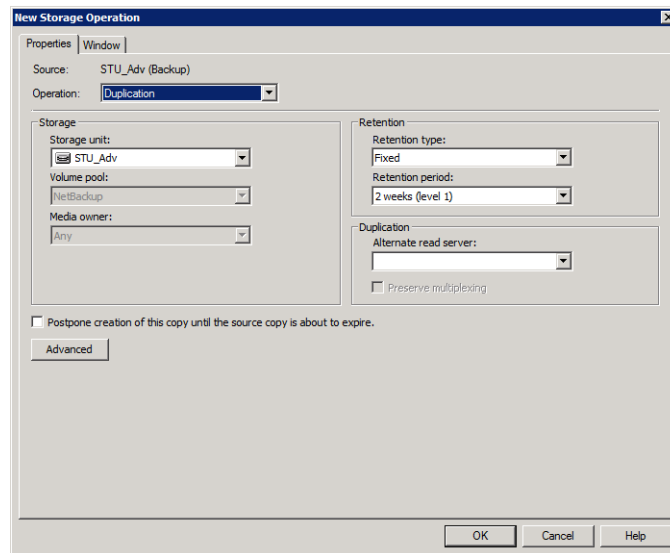 New Storage Operation
Properties
Window
Source: STU_Adv (Backup)
Operation: Duplication
Storage
Storage unit:
STU_Adv
Volume pool:
NetBackup
Media owner:
Any
Retention
Retention type:
Fixed
Retention period:
2 weeks (level 1)
Duplication
Alternate read server:
Preserve multiplexing
Postpone creation of this copy until the source copy is about to expire.
Advanced
OK Cancel Help